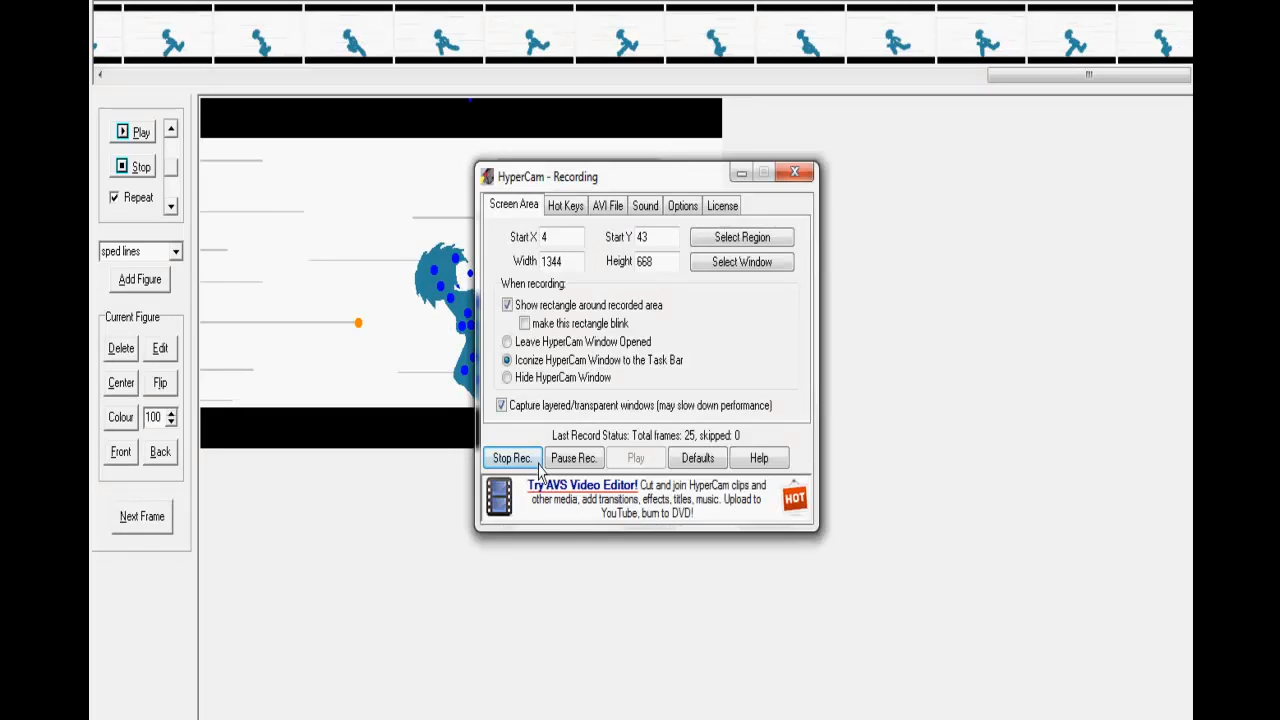 Play
Stop
Repeat
sped lines
Add Figure
Current Figure
Delete Edit
Center Flip
Colour 100
Front Back
Next Frame
HyperCam - Recording
Screen Area Hot Keys AVI File Sound Options License
Start X 4 Start Y 43 Select Region
Width 1344 Height 668 Select Window
When recording:
Show rectangle around recorded area
make this rectangle blink
Leave HyperCam Window Opened
Iconize HyperCam Window to the Task Bar
Hide HyperCam Window
Capture layered/transparent windows (may slow down performance)
Last Record Status: Total frames: 25, skipped: 0
Stop Rec. Pause Rec. Play Defaults Help
Try AVS Video Editor! Cut and join HyperCam clips and
other media, add transitions, effects, titles, music. Upload to
YouTube, burn to DVD!
HOT